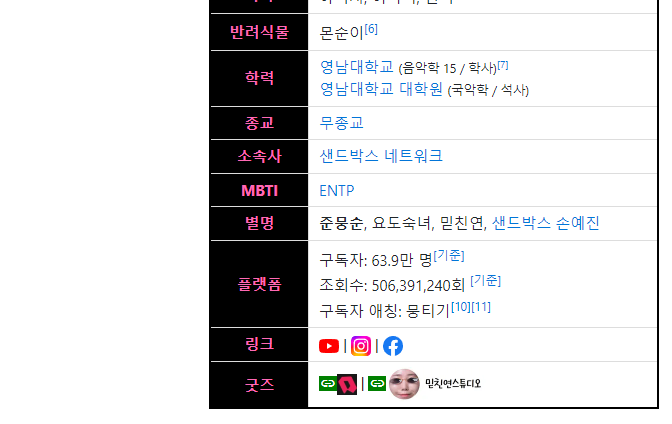 반려식물
몬순이[6]
학력
영남대학교 (음악학 15 / 학사)[7]
영남대학교 대학원 (국악학 / 석사)
종교
무종교
소속사
샌드박스 네트워크
MBTI
ENTP
별명
준뭉순, 요도숙녀, 믿친연, 샌드박스 손예진
플랫폼
구독자: 63.9만 명[기준]
조회수: 506,391,240회 [기준]
구독자 애칭: 뭉티기[10][11]
링크
| |
굿즈
| 믿친연스튜디오